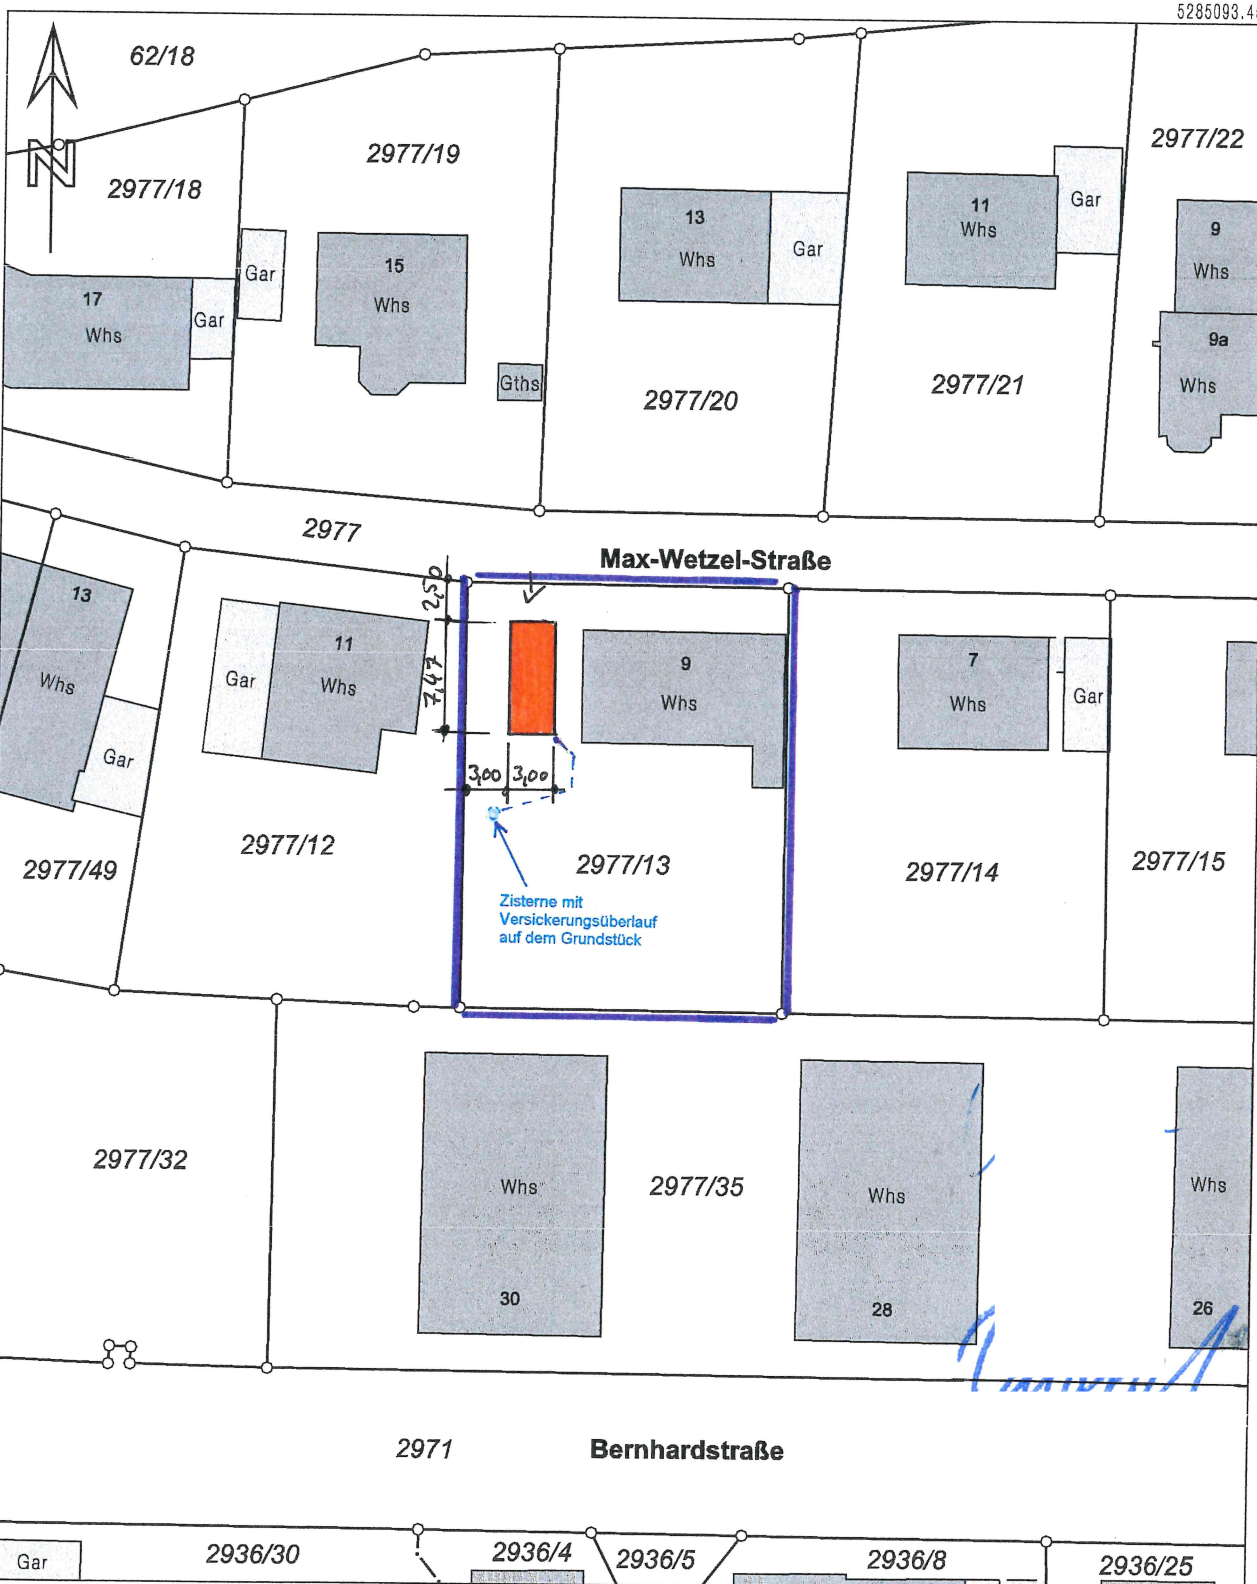 5285093.4
62/18
N
2977/18
2977/19
2977/22
17
Whs
Gar
Gar
15
Whs
Gths
13
Whs
Gar
2977/20
11
Whs
Gar
2977/21
9
Whs
9a
Whs
2977
Max-Wetzel-Straße
13
Whs
Gar
2977/49
Gar
11
Whs
2977/12
2,50
7,47
3,00
3,00
9
Whs
2977/13
Zisterne mit
Versickerungsüberlauf
auf dem Grundstück
7
Whs
Gar
2977/14
2977/15
2977/32
Whs
30
2977/35
Whs
28
Whs
26
2971
Bernhardstraße
Gar
2936/30
2936/4
2936/5
2936/8
2936/25